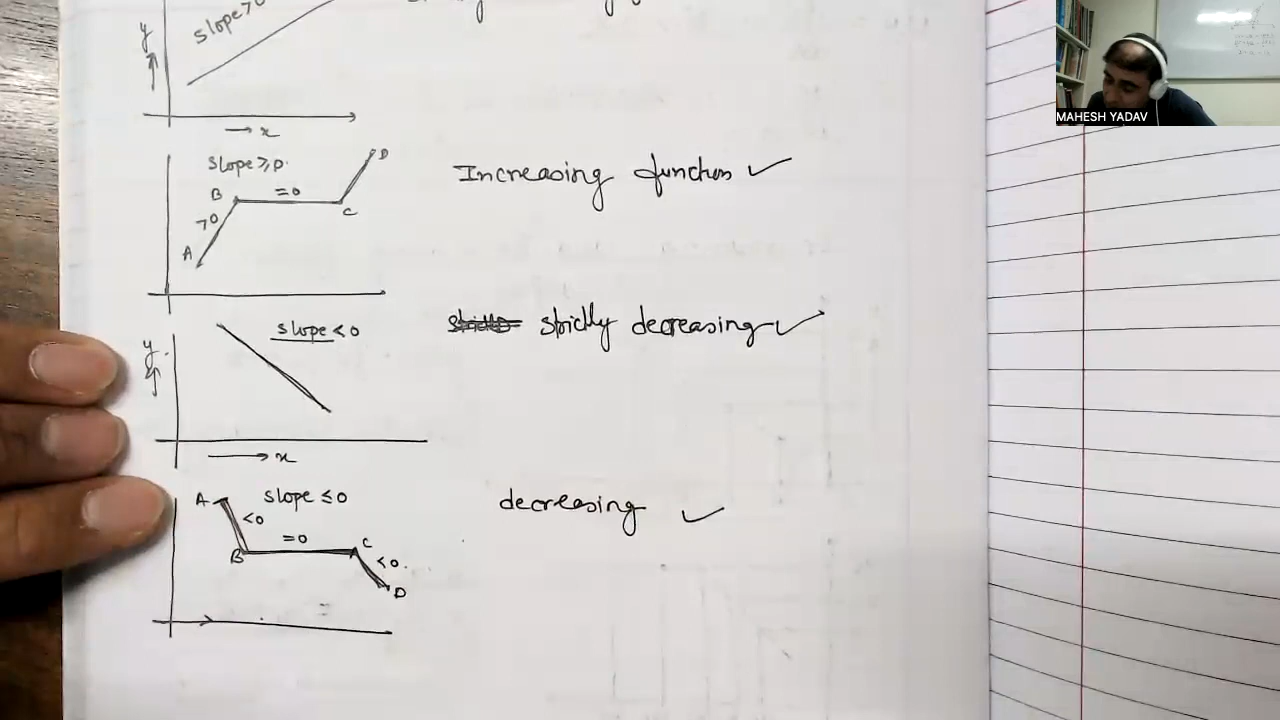 slope>0
y
x
slope ≥ 0.
B
=0
D
C
>0
A
Increasing function
slope < 0
strictly decreasing
y
x
A
slope ≤ 0
decreasing
<0
=0
C
B
<0.
D
MAHESH YADAV